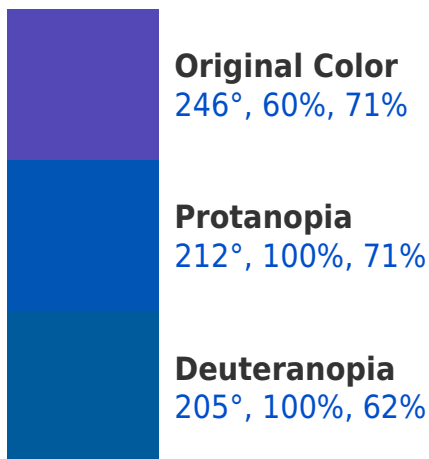 Original Color
246°, 60%, 71%
Protanopia
212°, 100%, 71%
Deuteranopia
205°, 100%, 62%